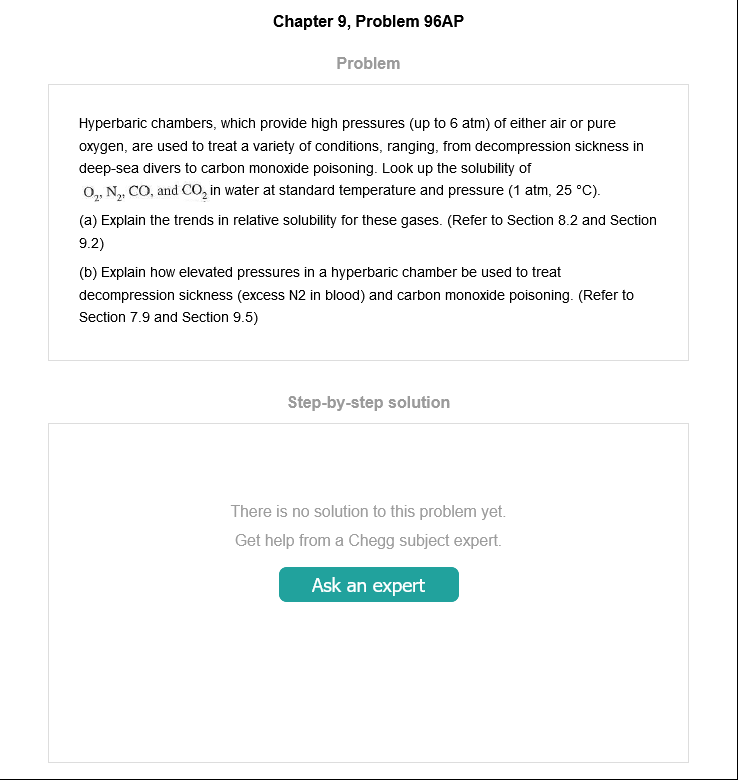 Chapter 9, Problem 96AP
Problem
Hyperbaric chambers, which provide high pressures (up to 6 atm) of either air or pure
oxygen, are used to treat a variety of conditions, ranging, from decompression sickness in
deep-sea divers to carbon monoxide poisoning. Look up the solubility of
O₂, N₂, CO, and CO₂ in water at standard temperature and pressure (1 atm, 25 °C).
(a) Explain the trends in relative solubility for these gases. (Refer to Section 8.2 and Section
9.2)
(b) Explain how elevated pressures in a hyperbaric chamber be used to treat
decompression sickness (excess N2 in blood) and carbon monoxide poisoning. (Refer to
Section 7.9 and Section 9.5)
Step-by-step solution
There is no solution to this problem yet.
Get help from a Chegg subject expert.
Ask an expert